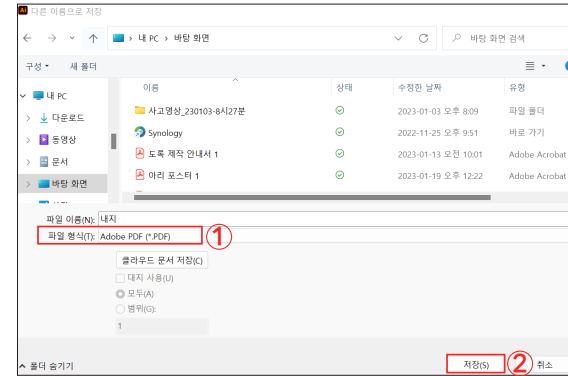 Ai 다른 이름으로 저장
내 PC > 바탕 화면
바탕 화면 검색
구성 새 폴더
이름 상태 수정한 날짜 유형
내 PC
사고영상_230103-8시27분 2023-01-03 오후 8:09 파일 폴더
다운로드
Synology 2022-11-25 오후 9:51 바로 가기
동영상
도록 제작 안내서 1 2023-01-13 오전 10:01 Adobe Acrobat
문서
아리 포스터 1 2023-01-19 오후 12:22 Adobe Acrobat
바탕 화면
파일 이름(N): 내지
파일 형식(T): Adobe PDF (*.PDF) ①
클라우드 문서 저장(C)
대지 사용(U)
모두(A)
범위(G):
1
폴더 숨기기 저장(S) ② 취소